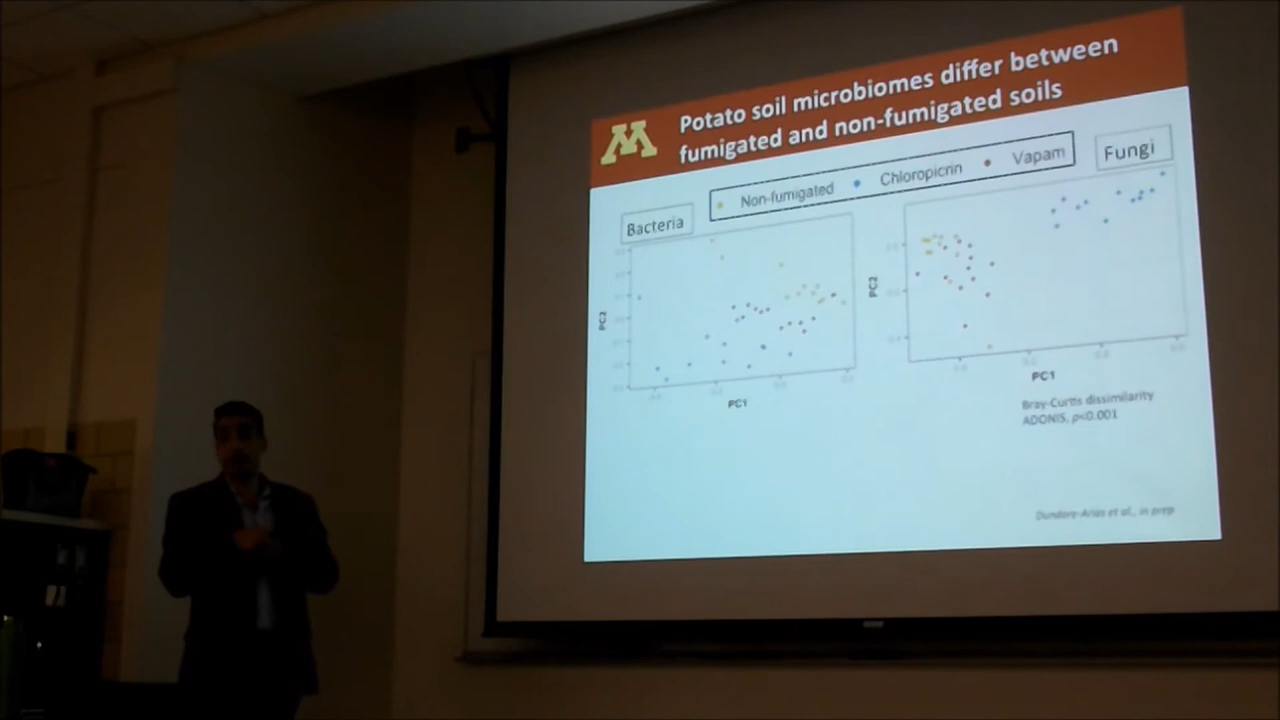 Potato soil microbiomes differ between
fumigated and non-fumigated soils
M
Non-fumigated Chloropicrin Vapam
Bacteria
Fungi
PC2
PC1
PC2
PC1
Bray-Curtis dissimilarity
ADONIS, p<0.001
Dundore-Arias et al., in prep